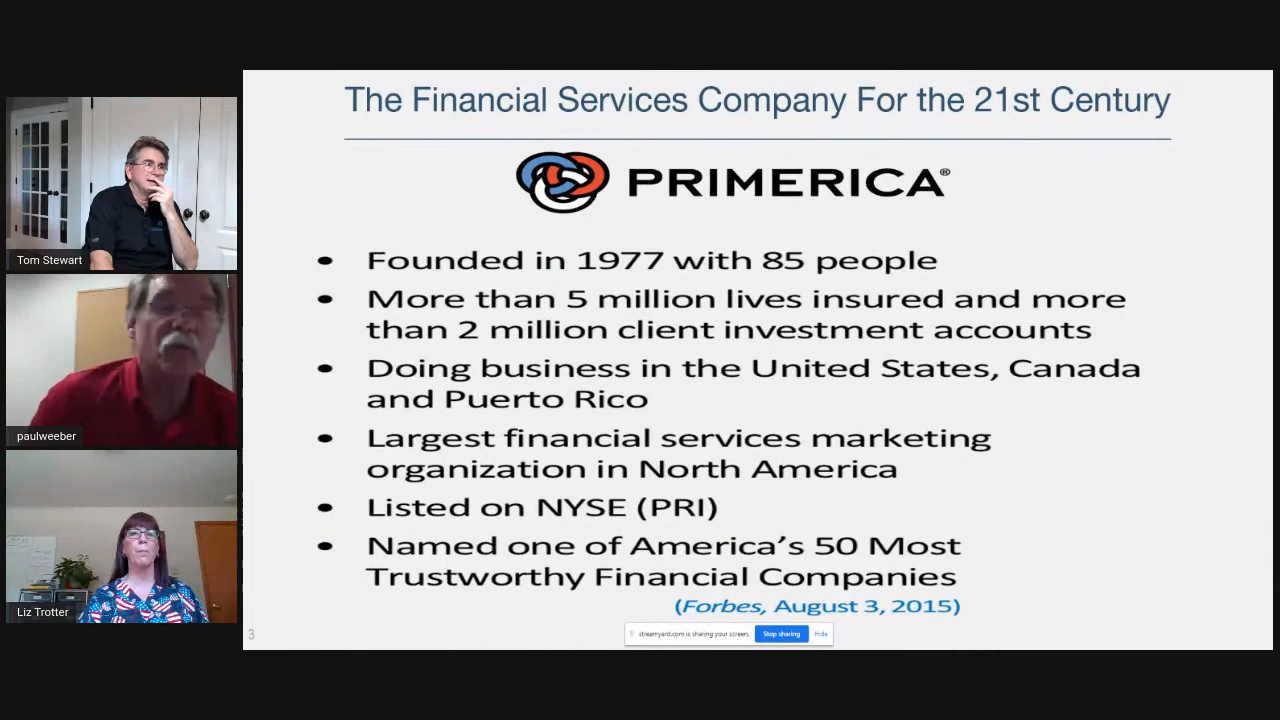 The Financial Services Company For the 21st Century
PRIMERICA®
• Founded in 1977 with 85 people
• More than 5 million lives insured and more
than 2 million client investment accounts
• Doing business in the United States, Canada
and Puerto Rico
• Largest financial services marketing
organization in North America
• Listed on NYSE (PRI)
• Named one of America’s 50 Most
Trustworthy Financial Companies
(Forbes, August 3, 2015)
3
streamyard.com is sharing your screen.
Stop sharing
Hide
Tom Stewart
paulweeber
Liz Trotter